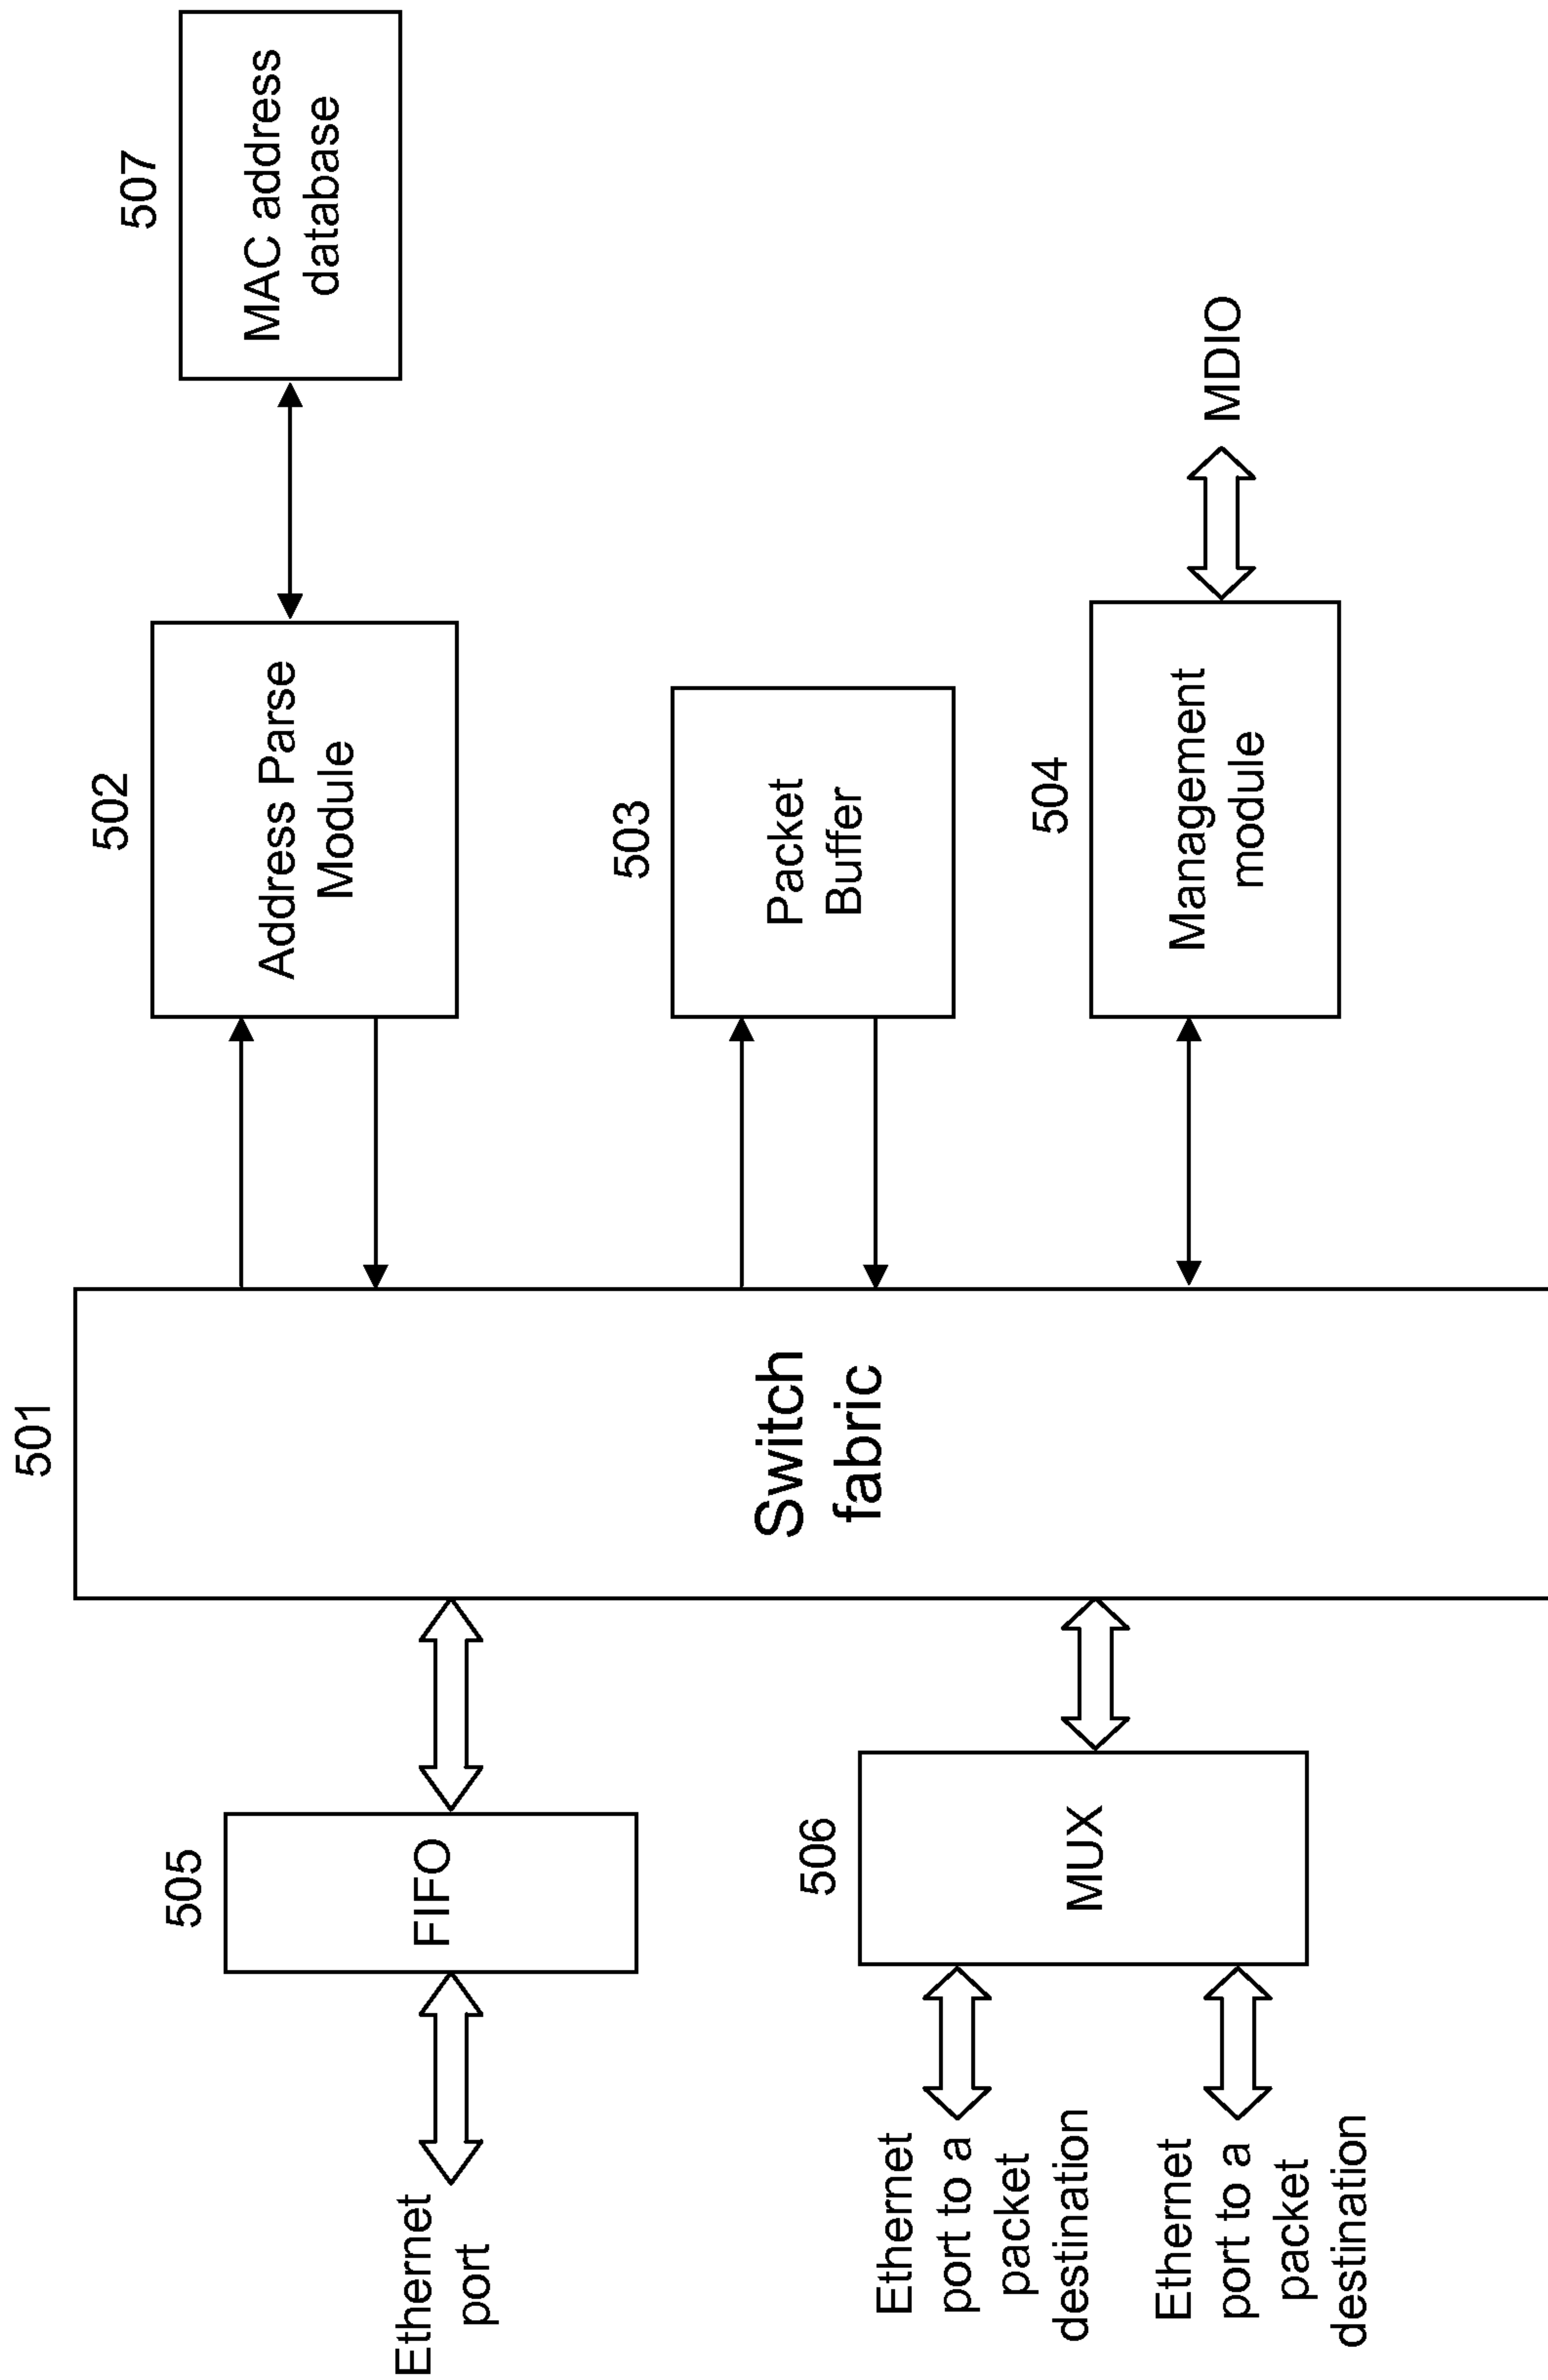 501
Switch
fabric
505
FIFO
Ethernet
port
506
MUX
Ethernet
port to a
packet
destination
Ethernet
port to a
packet
destination
502
Address Parse
Module
507
MAC address
database
503
Packet
Buffer
504
Management
module
MDIO